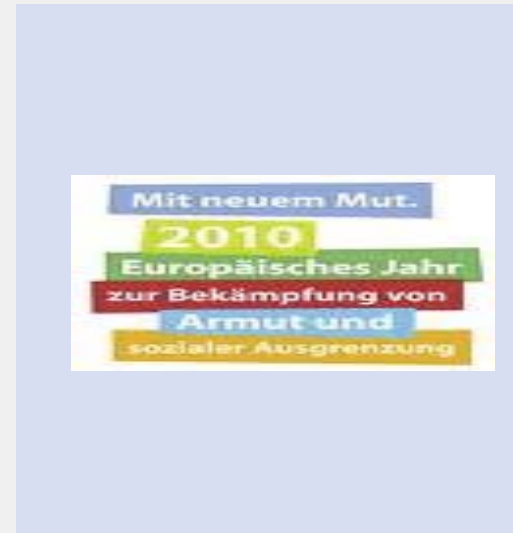 Mit neuem Mut.
2010
Europäisches Jahr
zur Bekämpfung von
Armut und
sozialer Ausgrenzung